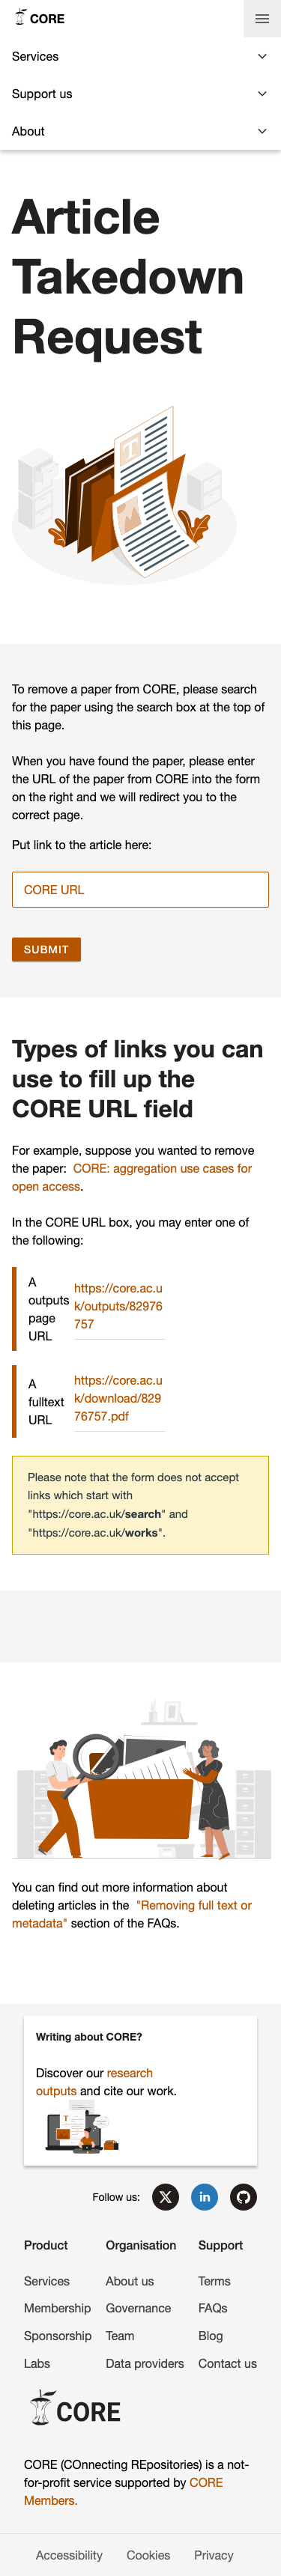 CORE
Services
Support us
About
Article
Takedown
Request
To remove a paper from CORE, please search
for the paper using the search box at the top of
this page.
When you have found the paper, please enter
the URL of the paper from CORE into the form
on the right and we will redirect you to the
correct page.
Put link to the article here:
CORE URL
SUBMIT
Types of links you can
use to fill up the
CORE URL field
For example, suppose you wanted to remove
the paper: CORE: aggregation use cases for
open access.
In the CORE URL box, you may enter one of
the following:
A
outputs
page
URL
https://core.ac.u
k/outputs/82976
757
A
fulltext
URL
https://core.ac.u
k/download/829
76757.pdf
Please note that the form does not accept
links which start with
"https://core.ac.uk/search" and
"https://core.ac.uk/works".
You can find out more information about
deleting articles in the "Removing full text or
metadata" section of the FAQs.
Writing about CORE?
Discover our research
outputs and cite our work.
Follow us:
Product
Services
Membership
Sponsorship
Labs
Organisation
About us
Governance
Team
Data providers
Support
Terms
FAQs
Blog
Contact us
CORE
CORE (COnnecting REpositories) is a not-
for-profit service supported by CORE
Members.
Accessibility Cookies Privacy